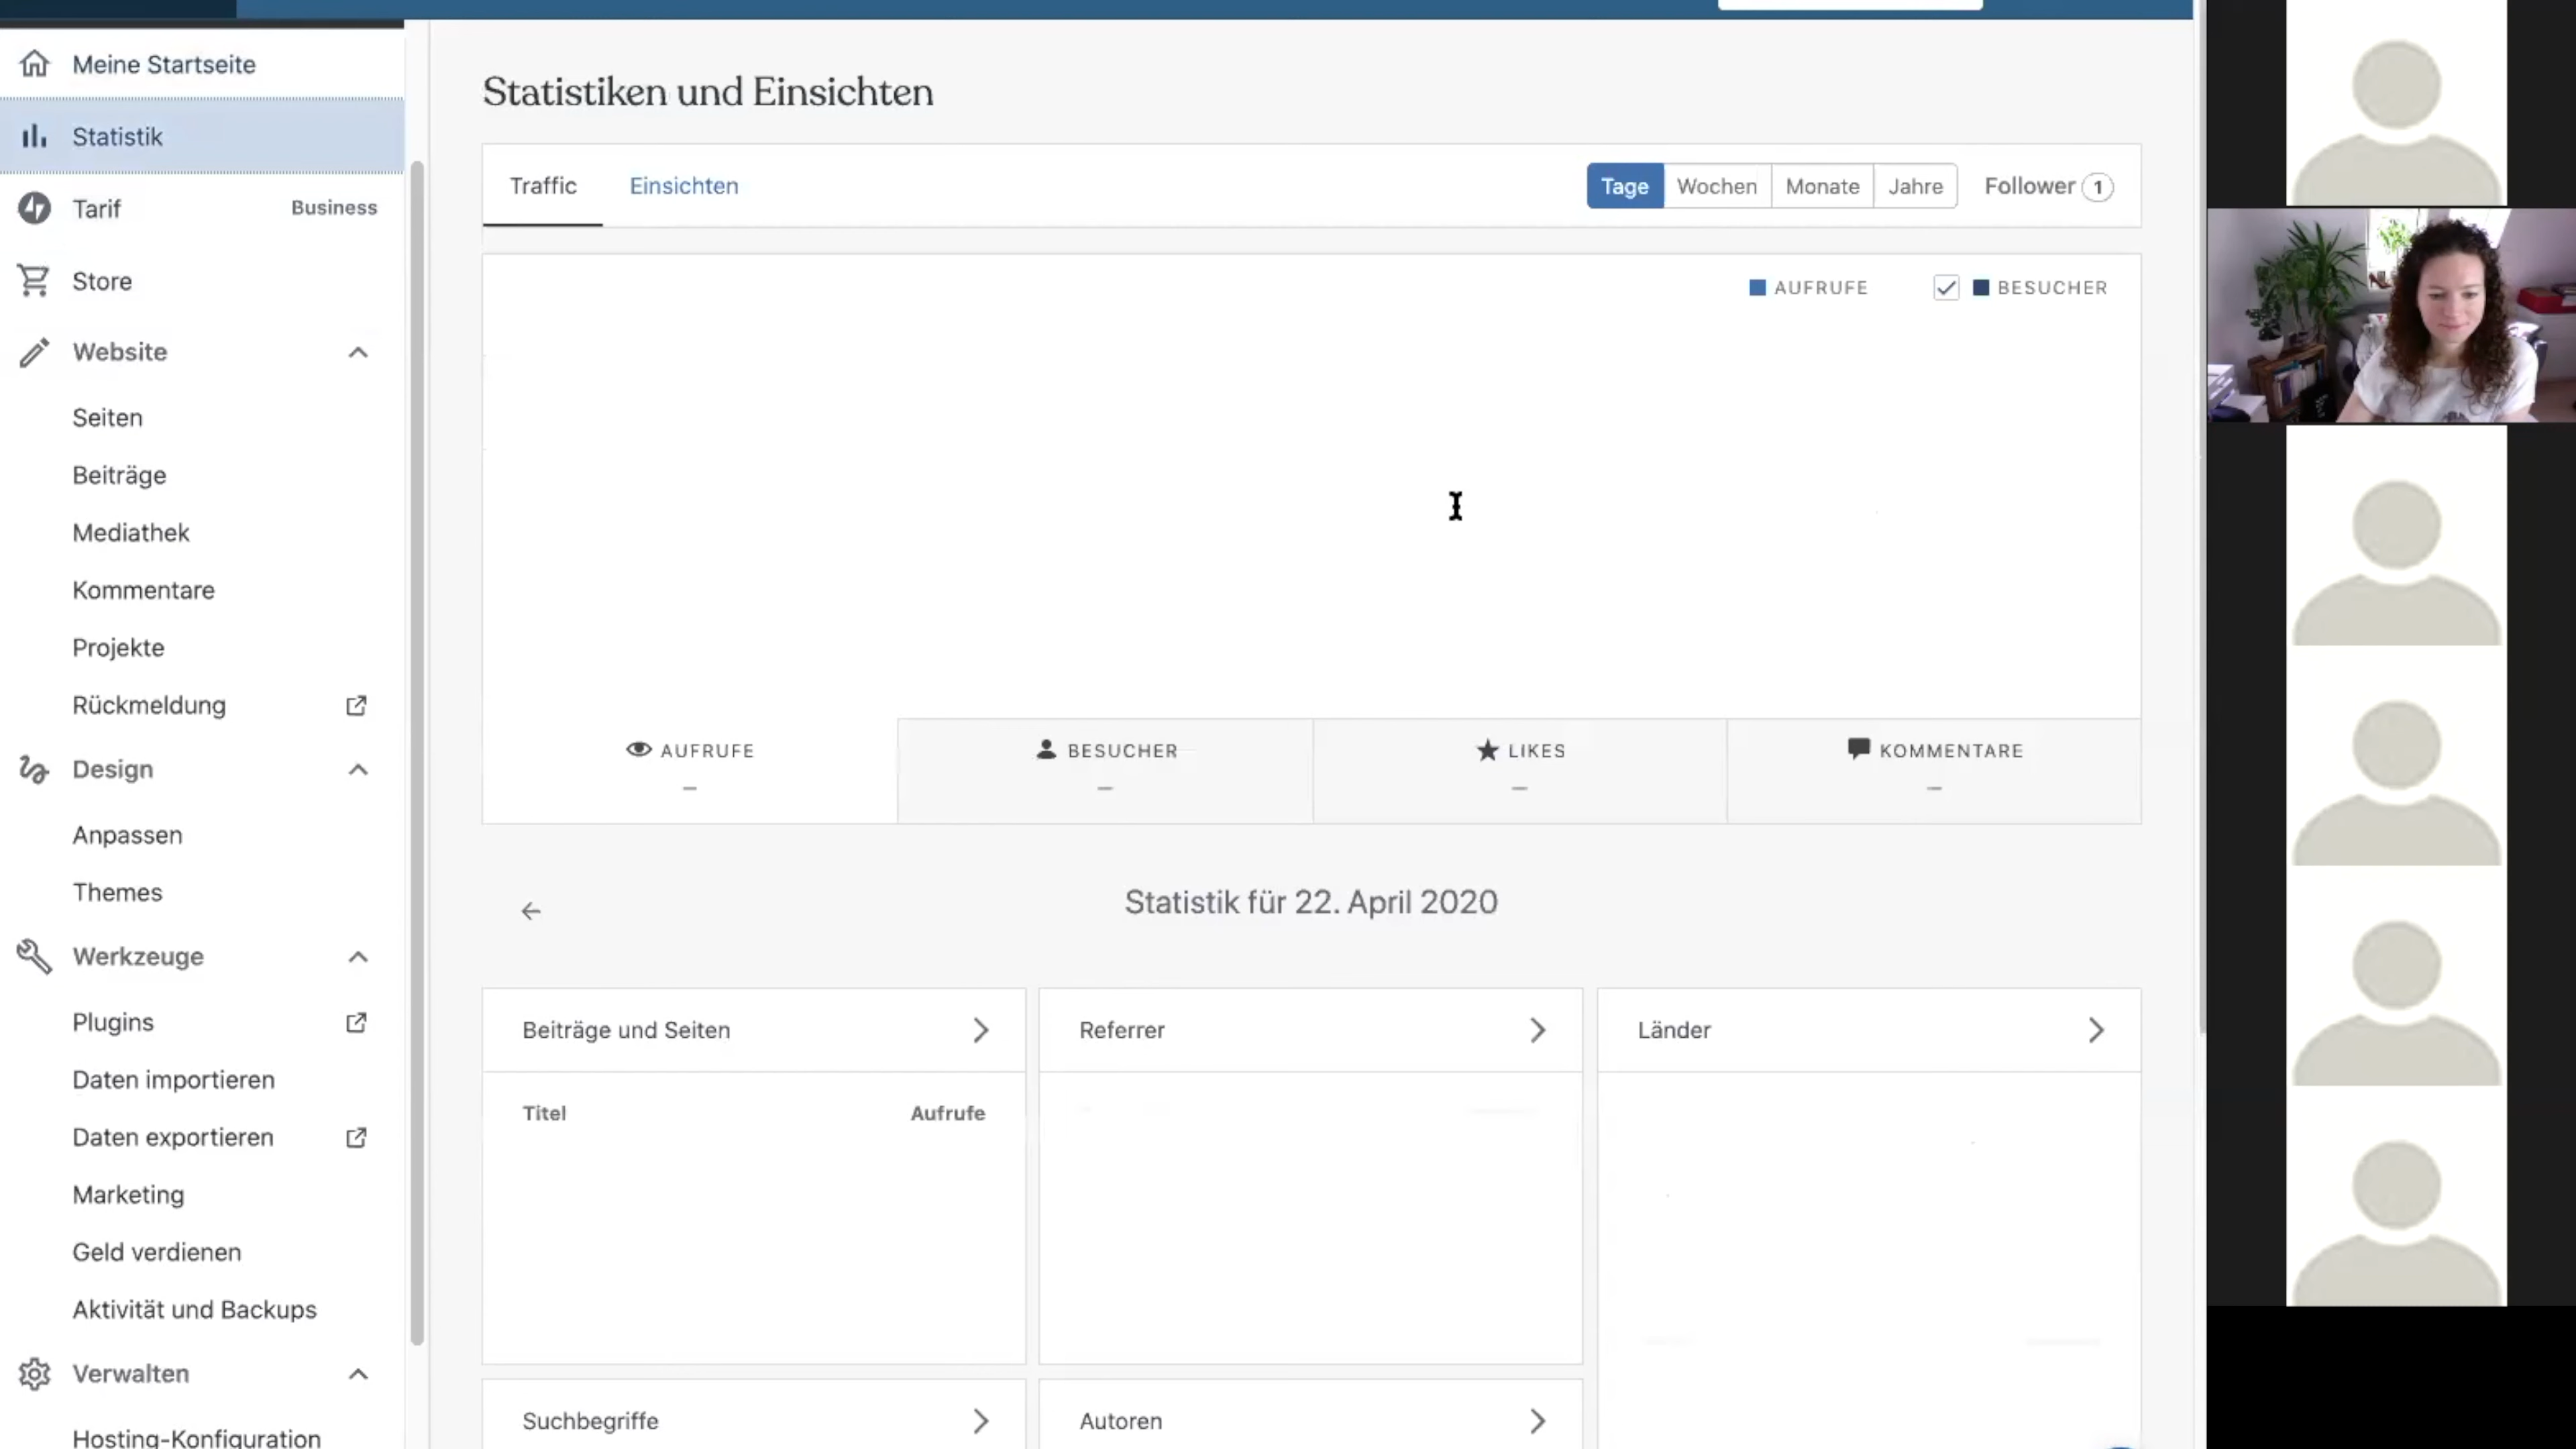 Meine Startseite
Statistik
Tarif Business
Store
Website
Seiten
Beiträge
Mediathek
Kommentare
Projekte
Rückmeldung
Design
Anpassen
Themes
Werkzeuge
Plugins
Daten importieren
Daten exportieren
Marketing
Geld verdienen
Aktivität und Backups
Verwalten
Hosting-Konfiguration
Statistiken und Einsichten
Traffic Einsichten Tage Wochen Monate Jahre Follower 1
AUFRUFE BESUCHER
AUFRUFE BESUCHER LIKES KOMMENTARE
– – – –
Statistik für 22. April 2020
Beiträge und Seiten Referrer Länder
Titel Aufrufe
Suchbegriffe Autoren